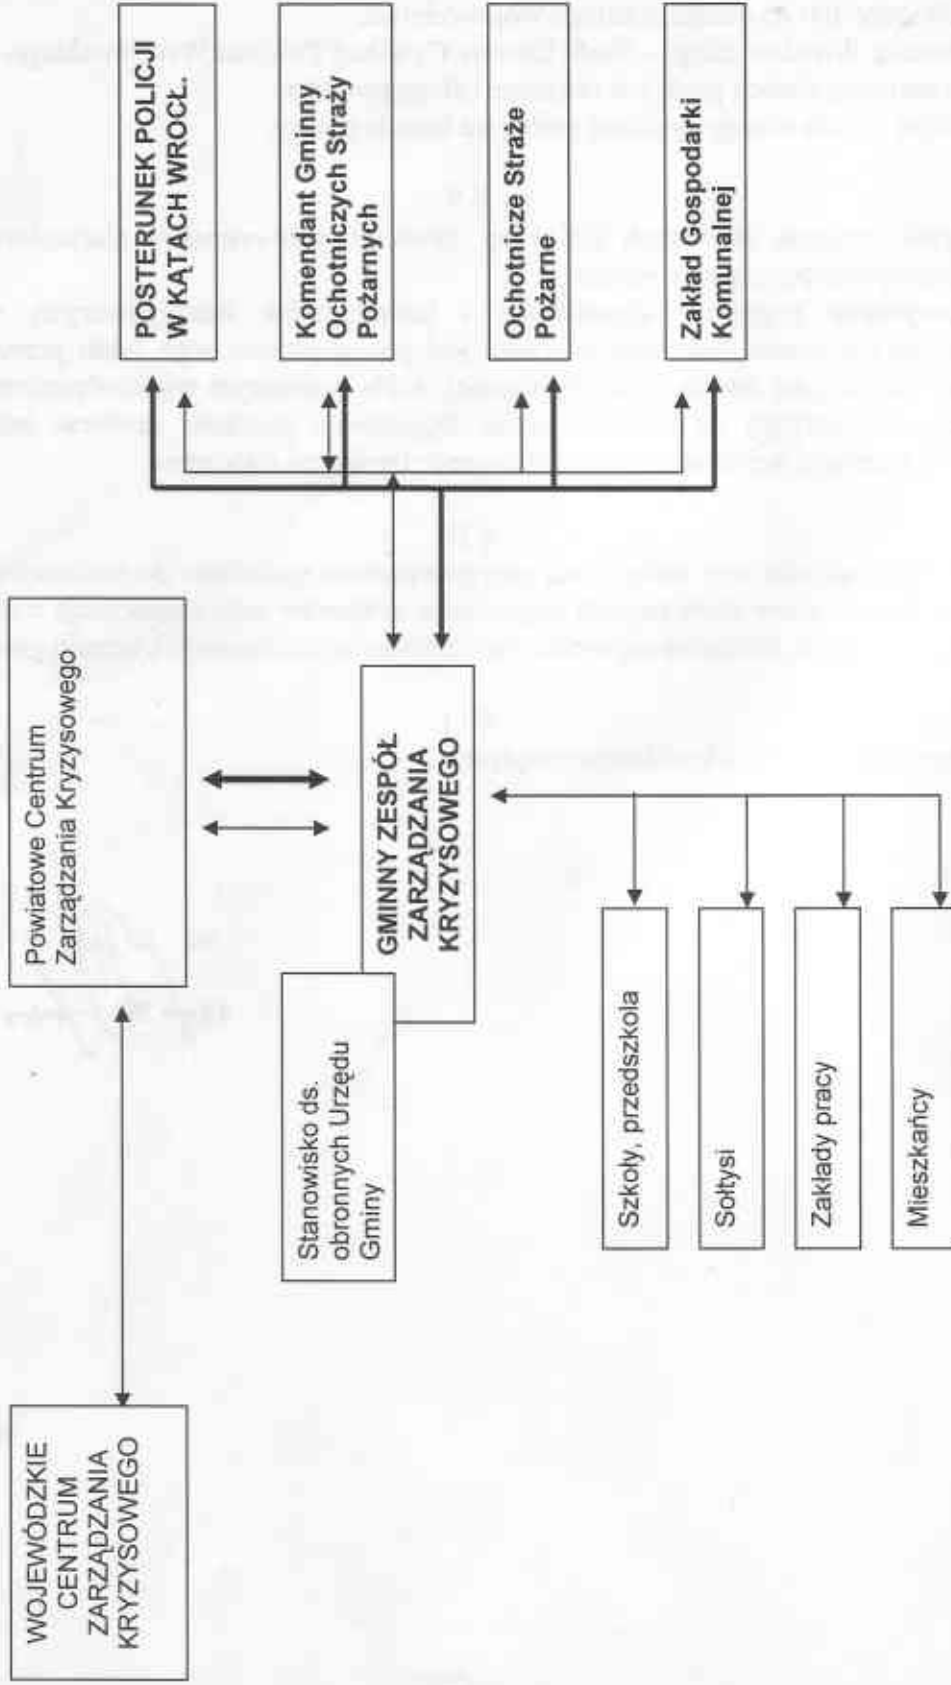 WOJEWÓDZKIE
CENTRUM
ZARZĄDZANIA
KRYZYSOWEGO
Powiatowe Centrum
Zarządzania Kryzysowego
POSTERUNEK POLICJI
W KĄTACH WROCŁ.
Komendant Gminny
Ochotniczych Straży
Pożarnych
Ochotnicze Straże
Pożarne
Zakład Gospodarki
Komunalnej
Stanowisko ds.
obronnych Urzędu
Gminy
GMINNY ZESPÓŁ
ZARZĄDZANIA
KRYZYSOWEGO
Szkoły, przedszkola
Sołtysi
Zakłady pracy
Mieszkańcy